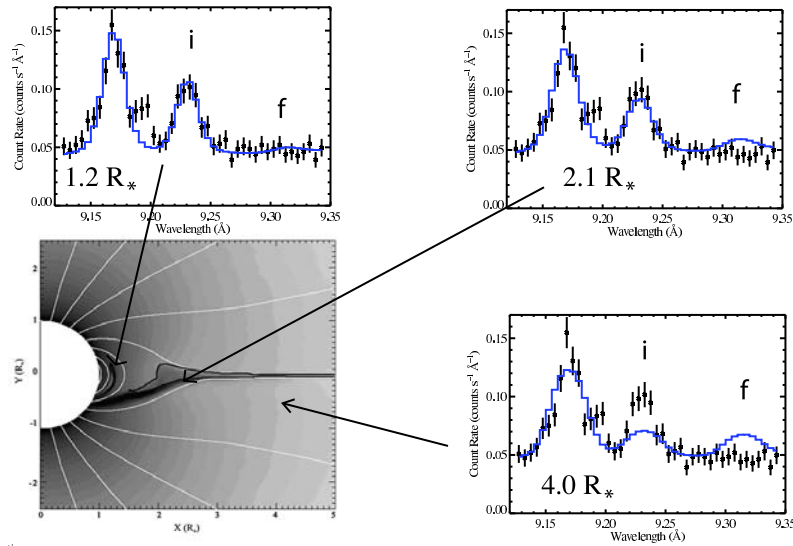 0.15
0.10
0.05
0.00
Count Rate (counts s⁻¹ Å⁻¹)
i
f
1.2 R*
9.15 9.20 9.25 9.30 9.35
Wavelength (Å)
0.15
0.10
0.05
0.00
Count Rate (counts s⁻¹ Å⁻¹)
i
f
2.1 R*
9.15 9.20 9.25 9.30 9.35
Wavelength (Å)
2
1
0
-1
-2
Y (R*)
0 1 2 3 4 5
X (R*)
0.15
0.10
0.05
0.00
Count Rate (counts s⁻¹ Å⁻¹)
i
f
4.0 R*
9.15 9.20 9.25 9.30 9.35
Wavelength (Å)